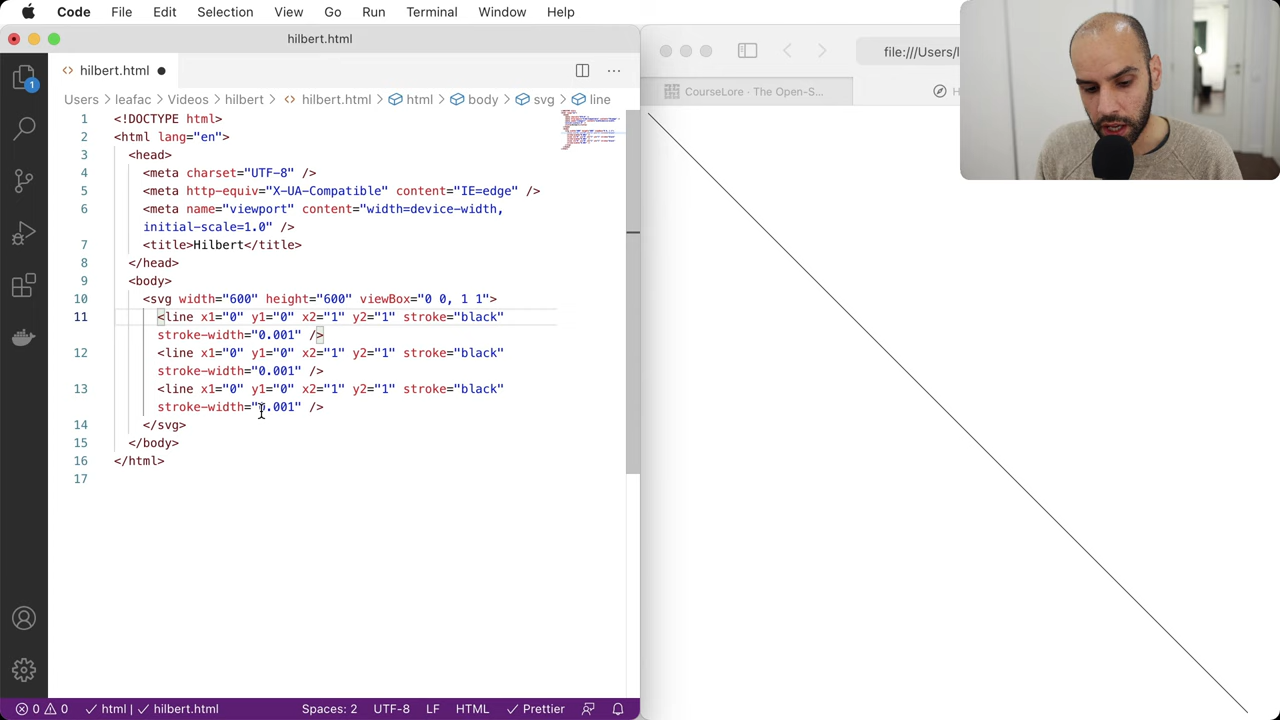 Code File Edit Selection View Go Run Terminal Window Help
hilbert.html
hilbert.html
Users > leafac > Videos > hilbert > hilbert.html > html > body > svg > line
1 <!DOCTYPE html>
2 <html lang="en">
3 <head>
4 <meta charset="UTF-8" />
5 <meta http-equiv="X-UA-Compatible" content="IE=edge" />
6 <meta name="viewport" content="width=device-width,
initial-scale=1.0" />
7 <title>Hilbert</title>
8 </head>
9 <body>
10 <svg width="600" height="600" viewBox="0 0, 1 1">
11 <line x1="0" y1="0" x2="1" y2="1" stroke="black"
stroke-width="0.001" />
12 <line x1="0" y1="0" x2="1" y2="1" stroke="black"
stroke-width="0.001" />
13 <line x1="0" y1="0" x2="1" y2="1" stroke="black"
stroke-width="0.001" />
14 </svg>
15 </body>
16 </html>
17
1
0 0 html | hilbert.html Spaces: 2 UTF-8 LF HTML Prettier
file:///Users/l
CourseLore · The Open-S...
H